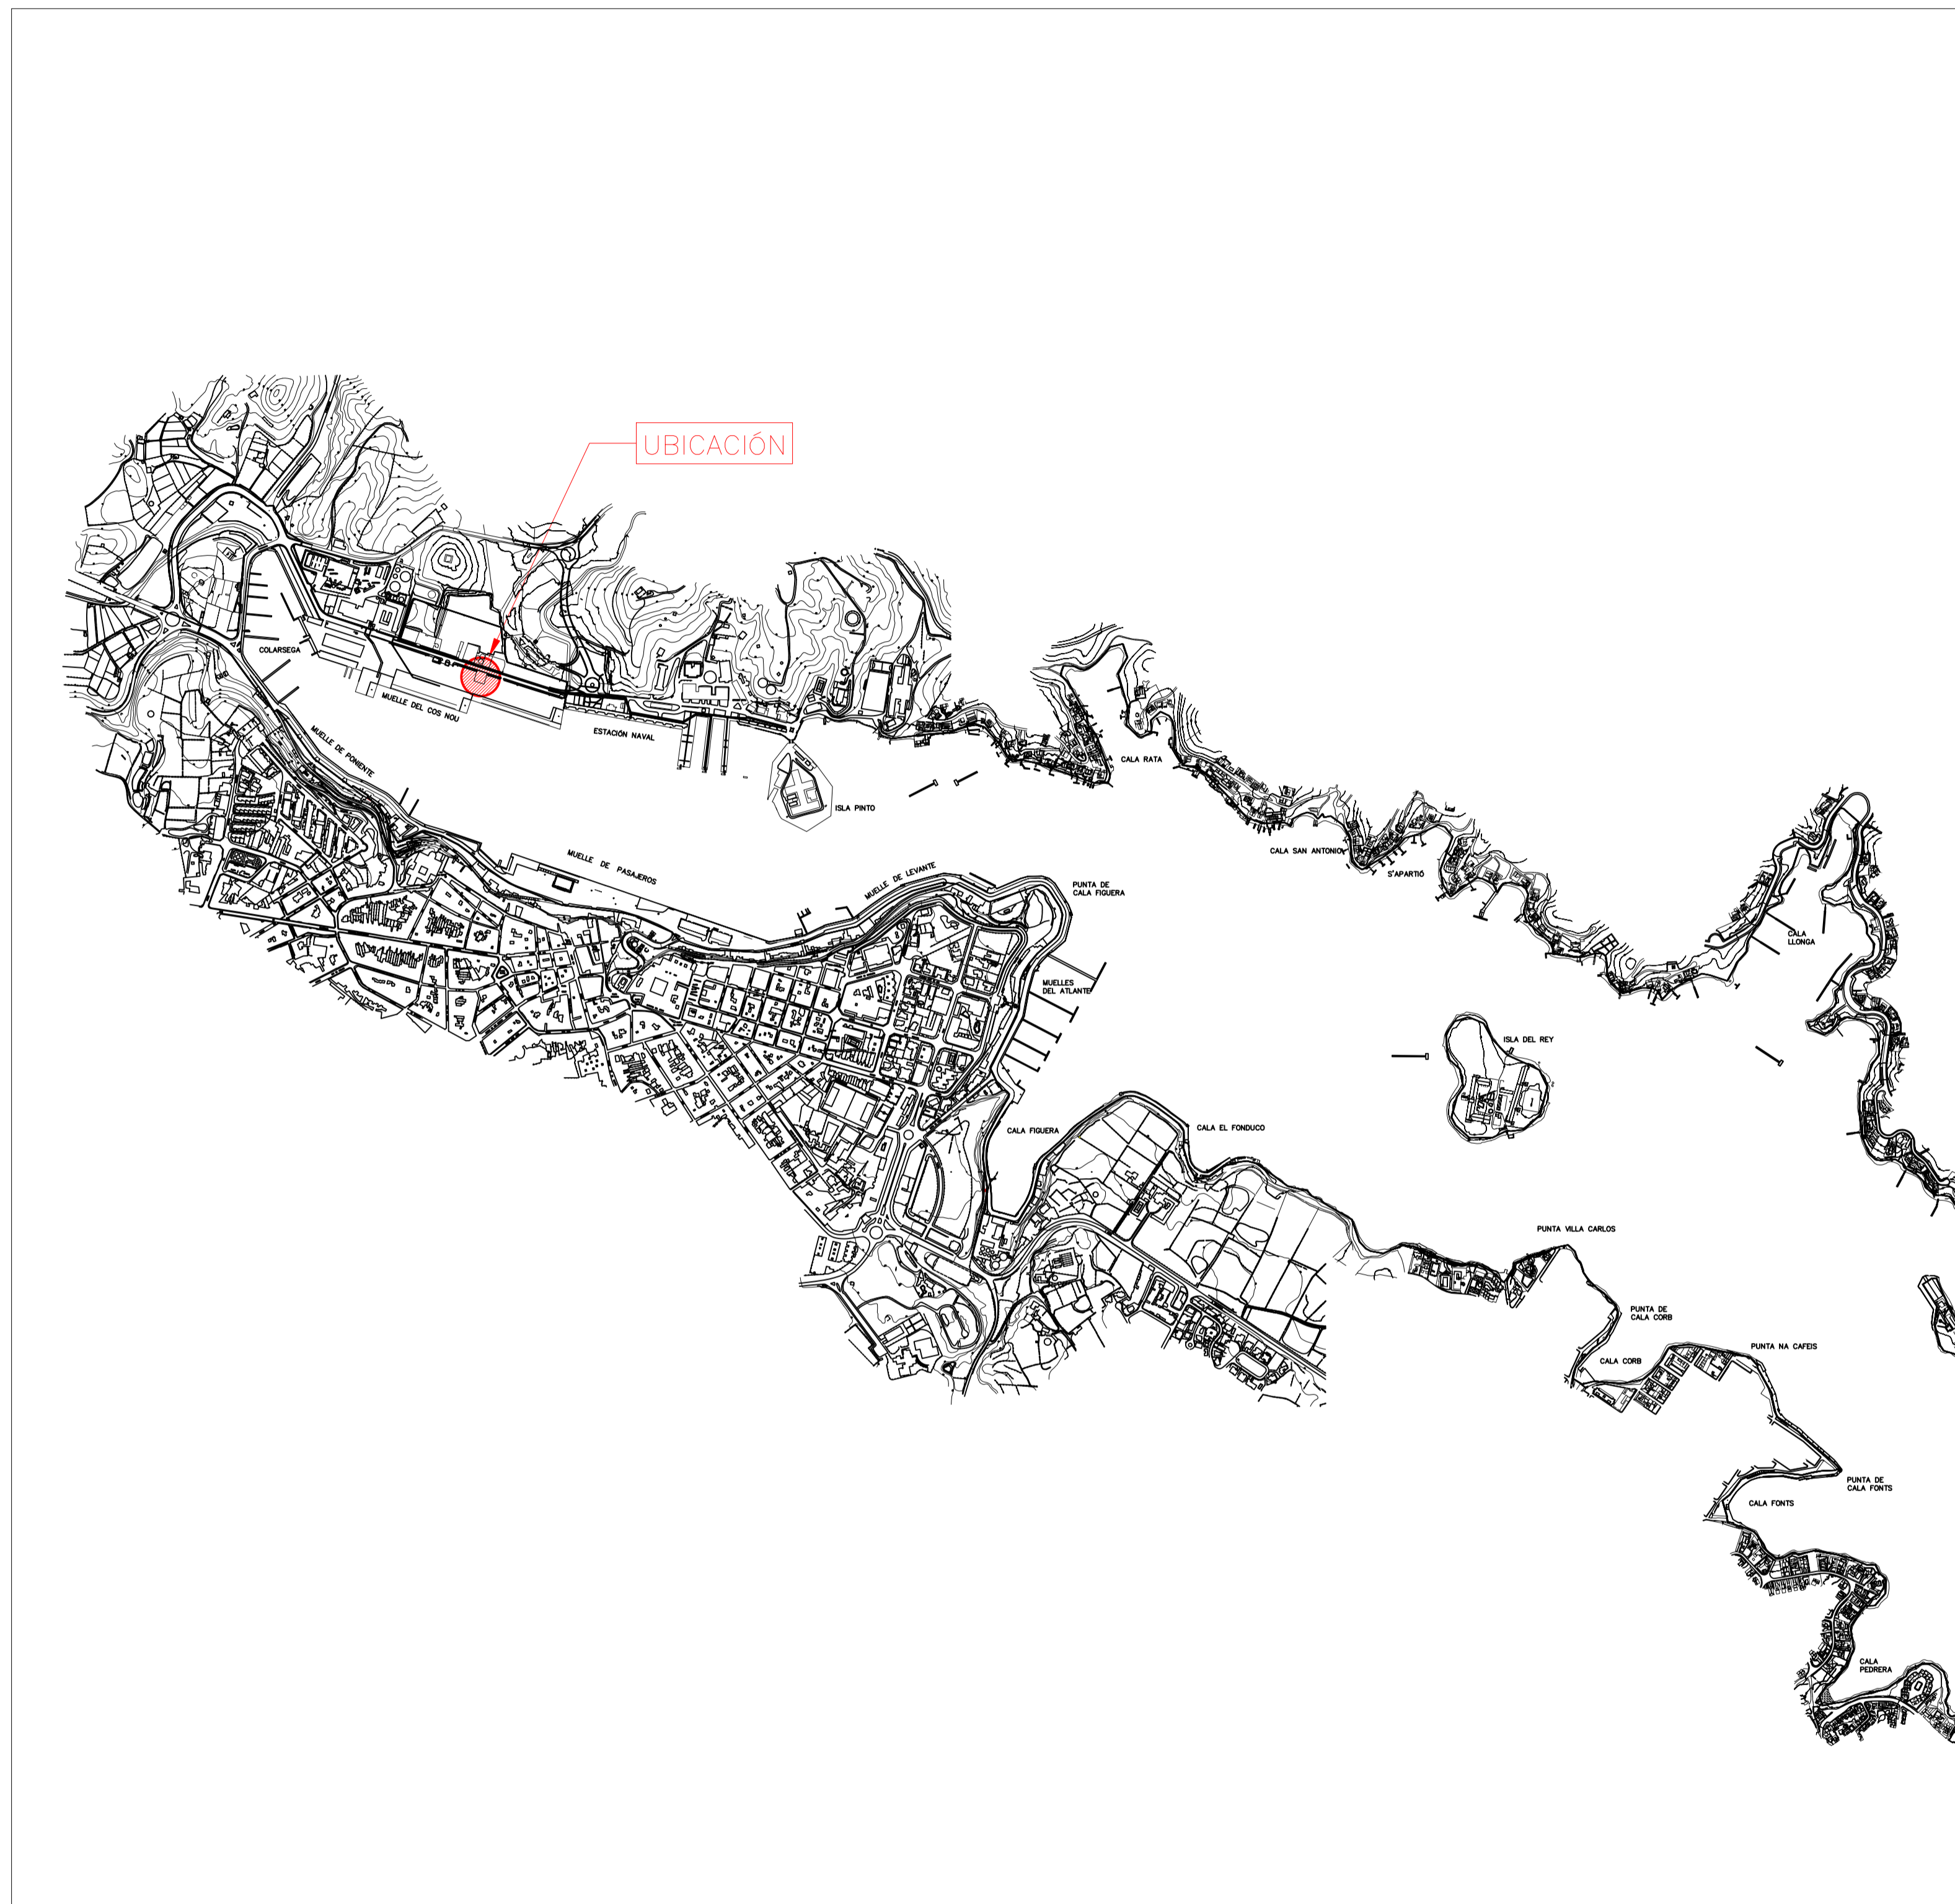 UBICACIÓN
COLARSEGA
MUELLE DEL COS NOU
ESTACIÓN NAVAL
MUELLE DE PONIENTE
ISLA PINTO
CALA RATA
CALA SAN ANTONIO
S'APARTIÓ
MUELLE DE PASAJEROS
MUELLE DE LEVANTE
PUNTA DE
CALA FIGUERA
CALA
LLONGA
MUELLES
DEL ATLANTE
ISLA DEL REY
CALA FIGUERA
CALA EL FONDUCO
PUNTA VILLA CARLOS
PUNTA DE
CALA CORB
PUNTA NA CAFEIS
CALA CORB
PUNTA DE
CALA FONTS
CALA FONTS
CALA
PEDRERA